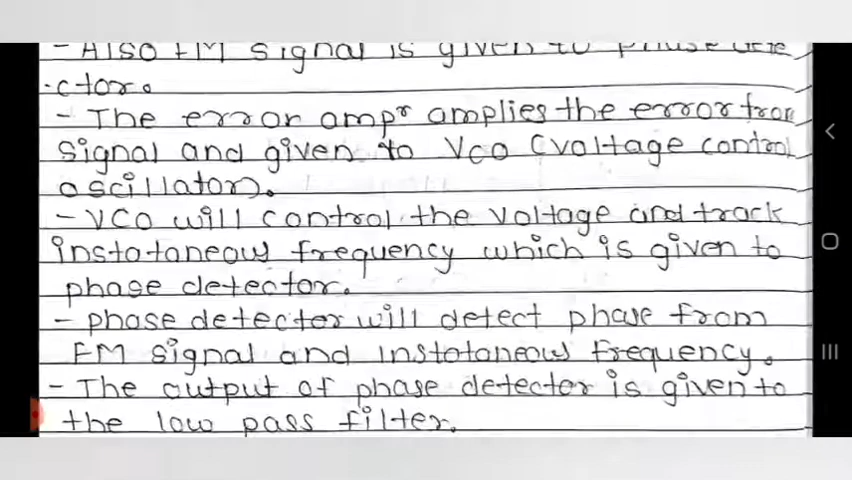 - Also FM signal is given to phase dete
ctor.
- The error ampr amplies the error from
signal and given to VCO (voltage control
oscillator).
- VCO will control the voltage and track
instotaneous frequency which is given to
phase detector.
- phase detector will detect phase from
FM signal and instotaneous frequency.
- The output of phase detector is given to
the low pass filter.